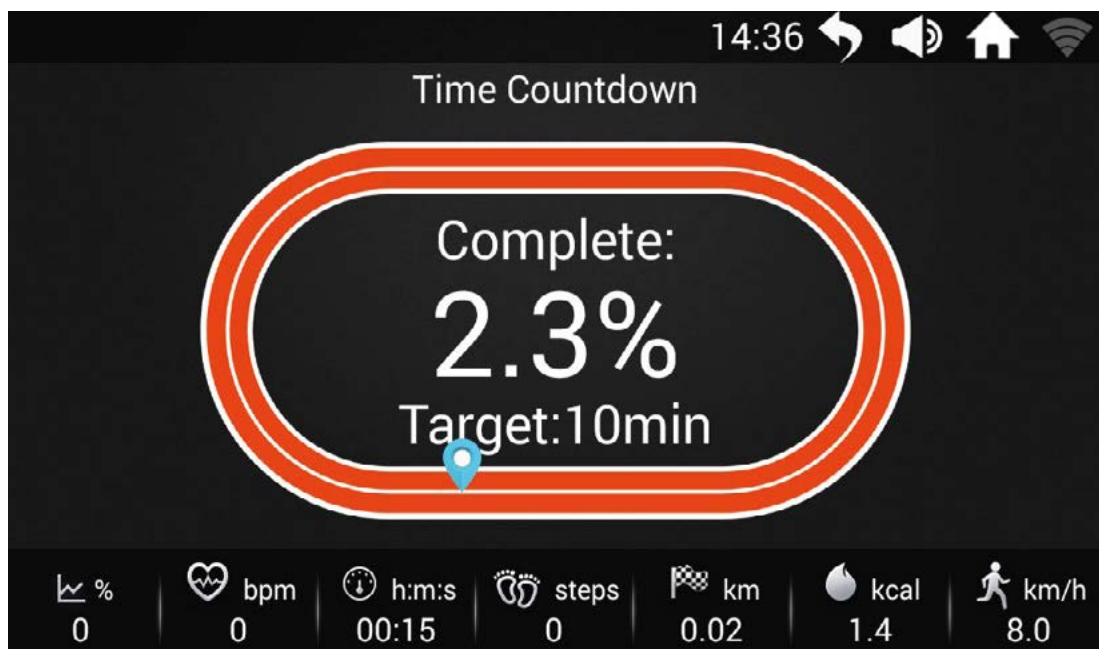 14:36
Time Countdown
Complete:
2.3%
Target:10min
% bpm h:m:s steps km kcal km/h
0 0 00:15 0 0.02 1.4 8.0